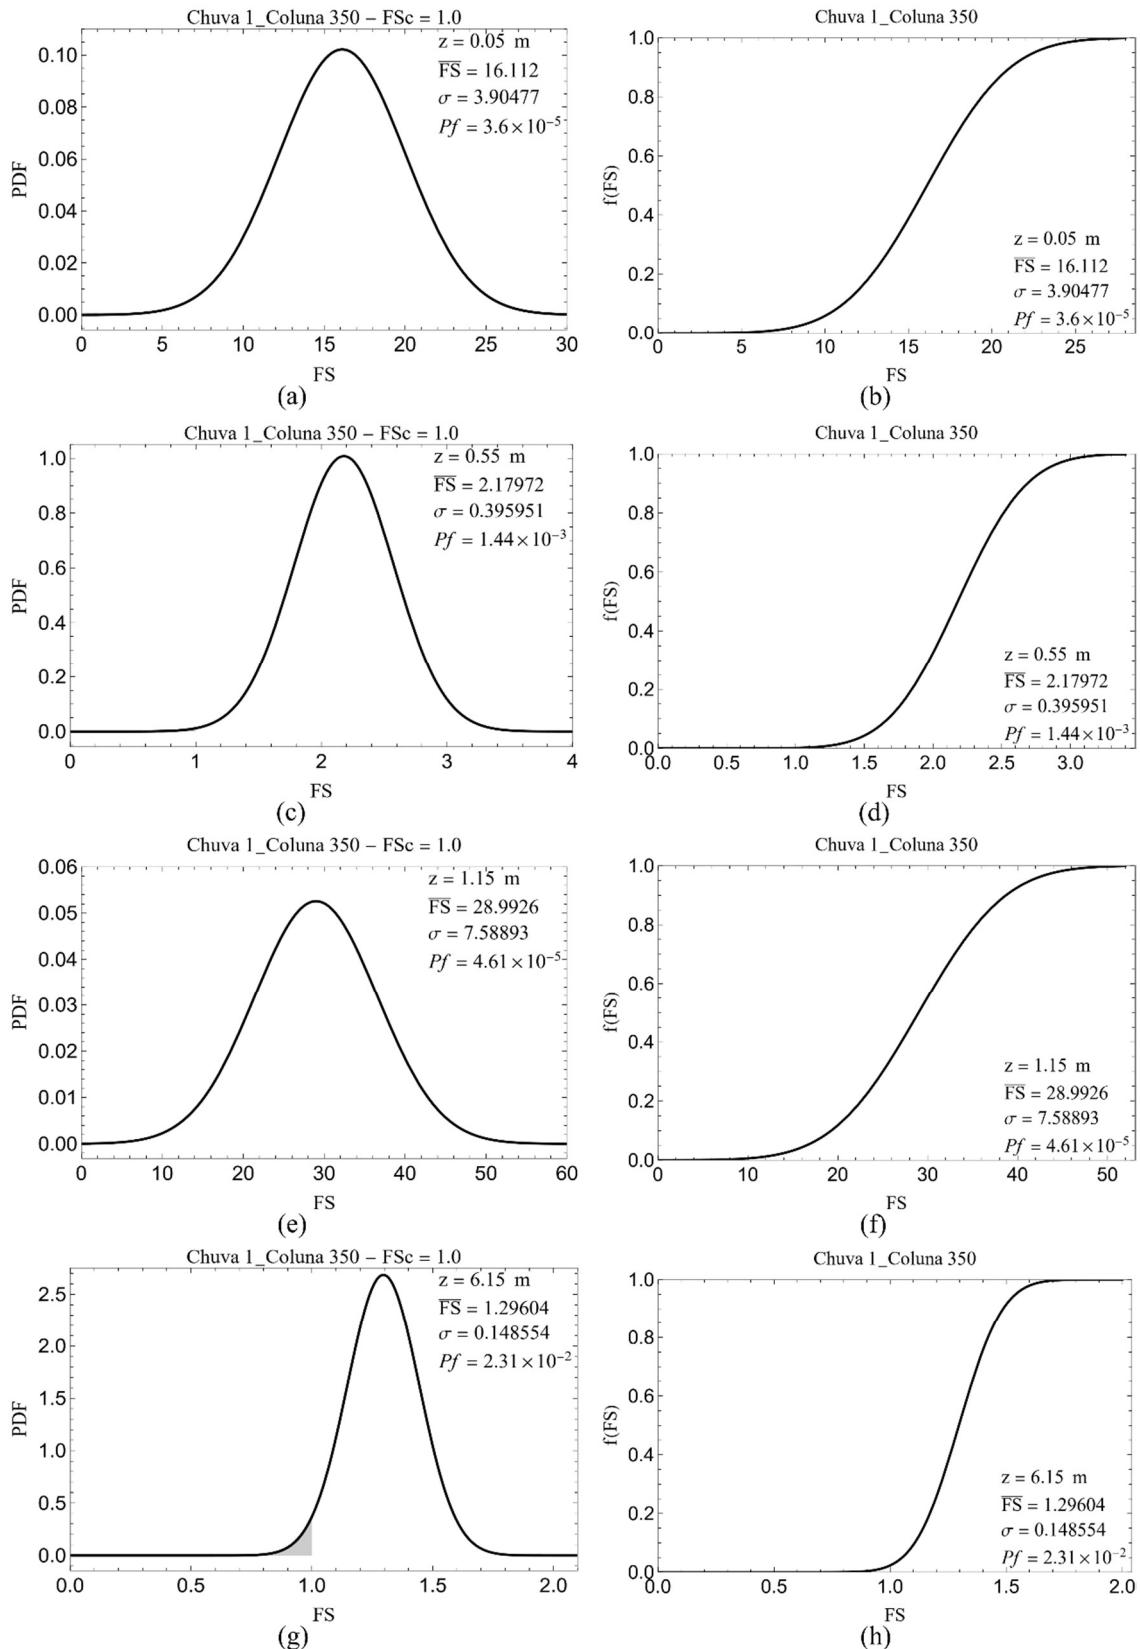 Chuva 1_Coluna 350 – FSc = 1.0
z = 0.05 m
F̅S̅ = 16.112
σ = 3.90477
Pf = 3.6×10⁻⁵
PDF
0.10
0.08
0.06
0.04
0.02
0.00
0 5 10 15 20 25 30
FS
(a)
Chuva 1_Coluna 350
f(FS)
1.0
0.8
0.6
0.4
0.2
0.0
z = 0.05 m
F̅S̅ = 16.112
σ = 3.90477
Pf = 3.6×10⁻⁵
0 5 10 15 20 25
FS
(b)
Chuva 1_Coluna 350 – FSc = 1.0
z = 0.55 m
F̅S̅ = 2.17972
σ = 0.395951
Pf = 1.44×10⁻³
PDF
1.0
0.8
0.6
0.4
0.2
0.0
0 1 2 3 4
FS
(c)
Chuva 1_Coluna 350
f(FS)
1.0
0.8
0.6
0.4
0.2
0.0
z = 0.55 m
F̅S̅ = 2.17972
σ = 0.395951
Pf = 1.44×10⁻³
0.0 0.5 1.0 1.5 2.0 2.5 3.0
FS
(d)
Chuva 1_Coluna 350 – FSc = 1.0
z = 1.15 m
F̅S̅ = 28.9926
σ = 7.58893
Pf = 4.61×10⁻⁵
PDF
0.06
0.05
0.04
0.03
0.02
0.01
0.00
0 10 20 30 40 50 60
FS
(e)
Chuva 1_Coluna 350
f(FS)
1.0
0.8
0.6
0.4
0.2
0.0
z = 1.15 m
F̅S̅ = 28.9926
σ = 7.58893
Pf = 4.61×10⁻⁵
0 10 20 30 40 50
FS
(f)
Chuva 1_Coluna 350 – FSc = 1.0
z = 6.15 m
F̅S̅ = 1.29604
σ = 0.148554
Pf = 2.31×10⁻²
PDF
2.5
2.0
1.5
1.0
0.5
0.0
0.0 0.5 1.0 1.5 2.0
FS
(g)
Chuva 1_Coluna 350
f(FS)
1.0
0.8
0.6
0.4
0.2
0.0
z = 6.15 m
F̅S̅ = 1.29604
σ = 0.148554
Pf = 2.31×10⁻²
0.0 0.5 1.0 1.5 2.0
FS
(h)